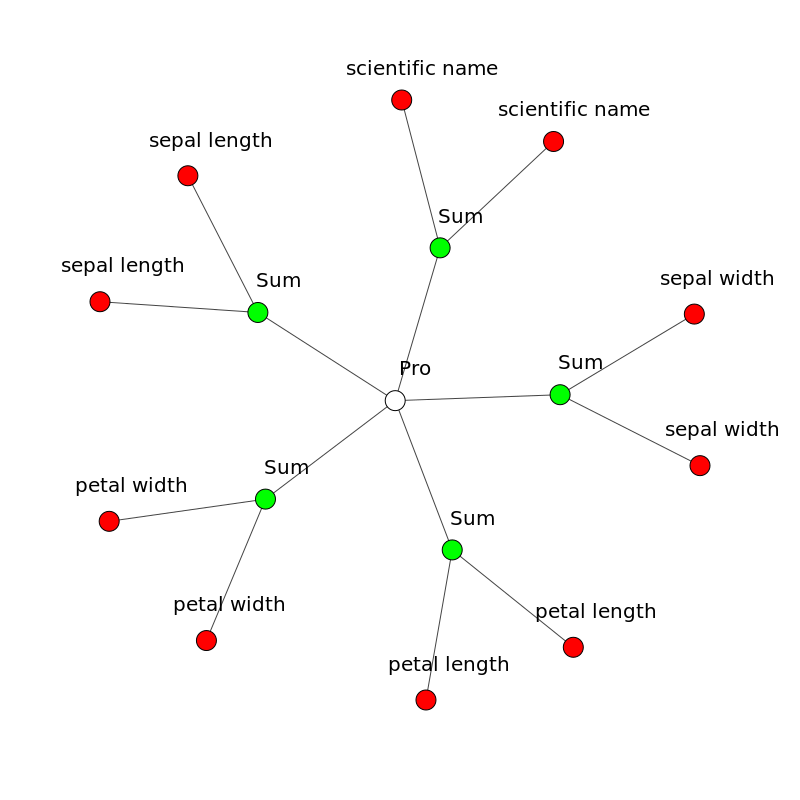 scientific name
scientific name
sepal length
Sum
sepal length
Sum
sepal width
Sum
Pro
sepal width
Sum
petal width
Sum
petal width
petal length
petal length